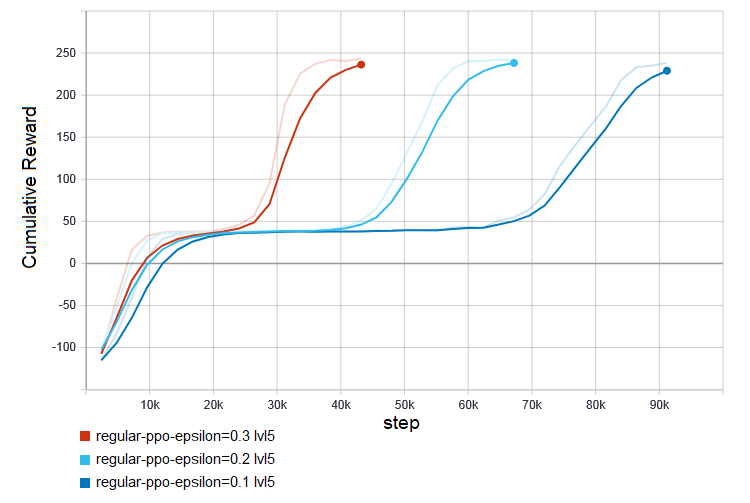 250
200
150
100
50
0
-50
-100
Cumulative Reward
10k 20k 30k 40k 50k 60k 70k 80k 90k
step
regular-ppo-epsilon=0.3 lvl5
regular-ppo-epsilon=0.2 lvl5
regular-ppo-epsilon=0.1 lvl5